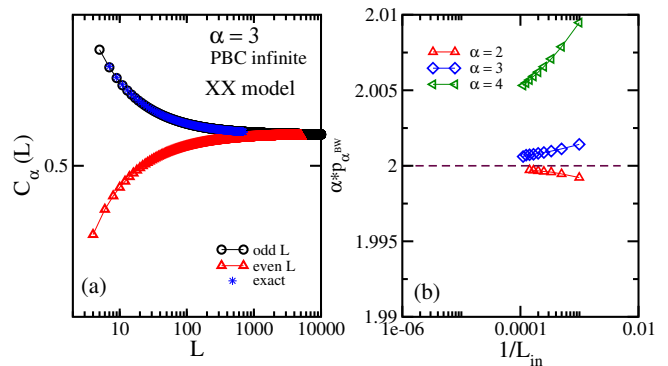 α = 3
PBC infinite
XX model
C_α (L)
0.5
odd L
even L
exact
(a)
10
100
1000
10000
L
2.01
2.005
2
1.995
1.99
α*p_α^BW
α = 2
α = 3
α = 4
(b)
1e-06
0.0001
0.01
1/L_in